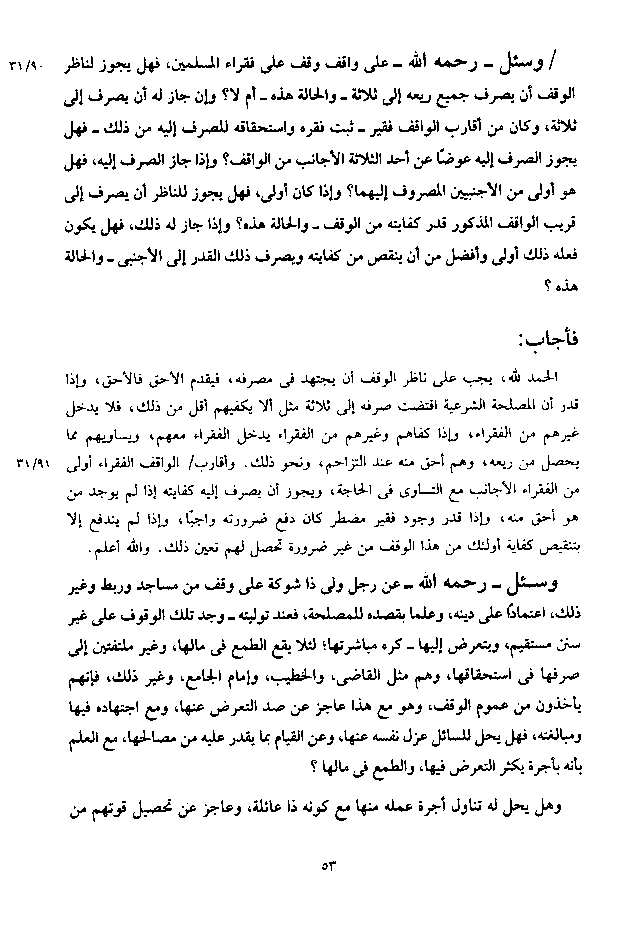 / وسئل ـ رحمه الله ـ على واقف وقف على فقراء المسلمين، فهل يجوز لناظر ٣١/٩٠
الوقف أن يصرف جميع ريعه إلى ثلاثة ـ والحالة هذه ـ أم لا؟ وإن جاز له أن يصرف إلى
ثلاثة، وكان من أقارب الواقف فقير ـ ثبت فقره واستحقاقه للصرف إليه من ذلك ـ فهل
يجوز الصرف إليه عوضًا عن أحد الثلاثة الأجانب من الواقف؟ وإذا جاز الصرف إليه، فهل
هو أولى من الأجنبيين المصروف إليهما؟ وإذا كان أولى، فهل يجوز للناظر أن يصرف إلى
قريب الواقف المذكور قدر كفايته من الوقف ـ والحالة هذه؟ وإذا جاز له ذلك، فهل يكون
فعله ذلك أولى وأفضل من أن ينقص من كفايته ويصرف ذلك القدر إلى الأجنبى ـ والحالة
هذه ؟
فأجاب:
الحمد لله، يجب على ناظر الوقف أن يجتهد فى مصرفه، فيقدم الأحق فالأحق، وإذا
قدر أن المصلحة الشرعية اقتضت صرفه إلى ثلاثة مثل ألا يكفيهم أقل من ذلك، فلا يدخل
غيرهم من الفقراء، وإذا كفاهم وغيرهم من الفقراء يدخل الفقراء معهم، ويساويهم مما
يحصل من ريعه، وهم أحق منه عند التزاحم، ونحو ذلك. وأقارب/ الواقف الفقراء أولى ٣١/٩١
من الفقراء الأجانب مع التساوى فى الحاجة، ويجوز أن يصرف إليه كفايته إذا لم يوجد من
هو أحق منه، وإذا قدر وجود فقير مضطر كان دفع ضرورته واجبًا، وإذا لم يندفع إلا
بتنقيص كفاية أولئك من هذا الوقف من غير ضرورة تحصل لهم تعين ذلك. والله أعلم.
وسئل ـ رحمه الله ـ عن رجل ولى ذا شوكة على وقف من مساجد وربط وغير
ذلك، اعتمادًا على دينه، وعلما بقصده للمصلحة، فعند توليته ـ وجد تلك الوقوف على غير
سنن مستقيم، ويتعرض إليها ـ كره مباشرتها؛ لئلا يقع الطمع فى مالها، وغير ملتفتين إلى
صرفها فى استحقاقها، وهم مثل القاضى، والخطيب، وإمام الجامع، وغير ذلك، فإنهم
يأخذون من عموم الوقف، وهو مع هذا عاجز عن صد التعرض عنها، ومع اجتهاده فيها
ومبالغته، فهل يحل للسائل عزل نفسه عنها، وعن القيام بما يقدر عليه من مصالحها، مع العلم
بأنه بأجرة يكثر التعرض فيها، والطمع فى مالها ؟
وهل يحل له تناول أجرة عمله منها مع كونه ذا عائلة، وعاجز عن تحصيل قوتهم من
٥٣